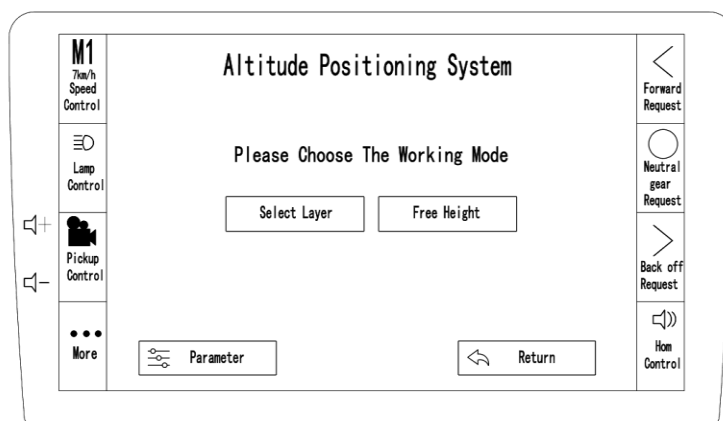 M1
7km/h
Speed
Control
Lamp
Control
Pickup
Control
More
Altitude Positioning System
Please Choose The Working Mode
Select Layer
Free Height
Parameter
Return
Forward
Request
Neutral
gear
Request
Back off
Request
Hom
Control